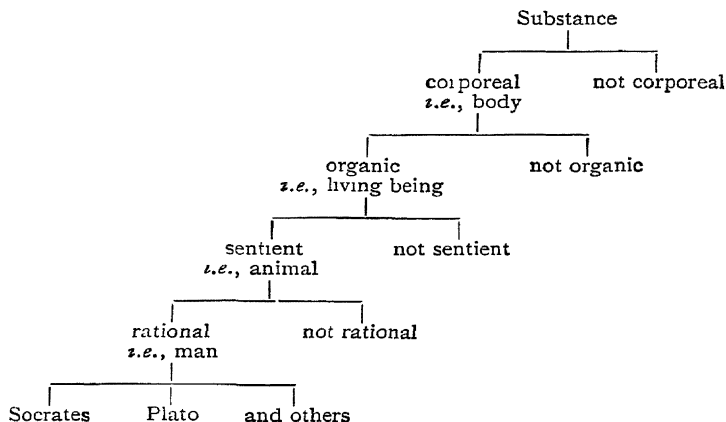 Substance
corporeal not corporeal
i.e., body
organic not organic
i.e., living being
sentient not sentient
i.e., animal
rational not rational
i.e., man
Socrates Plato and others